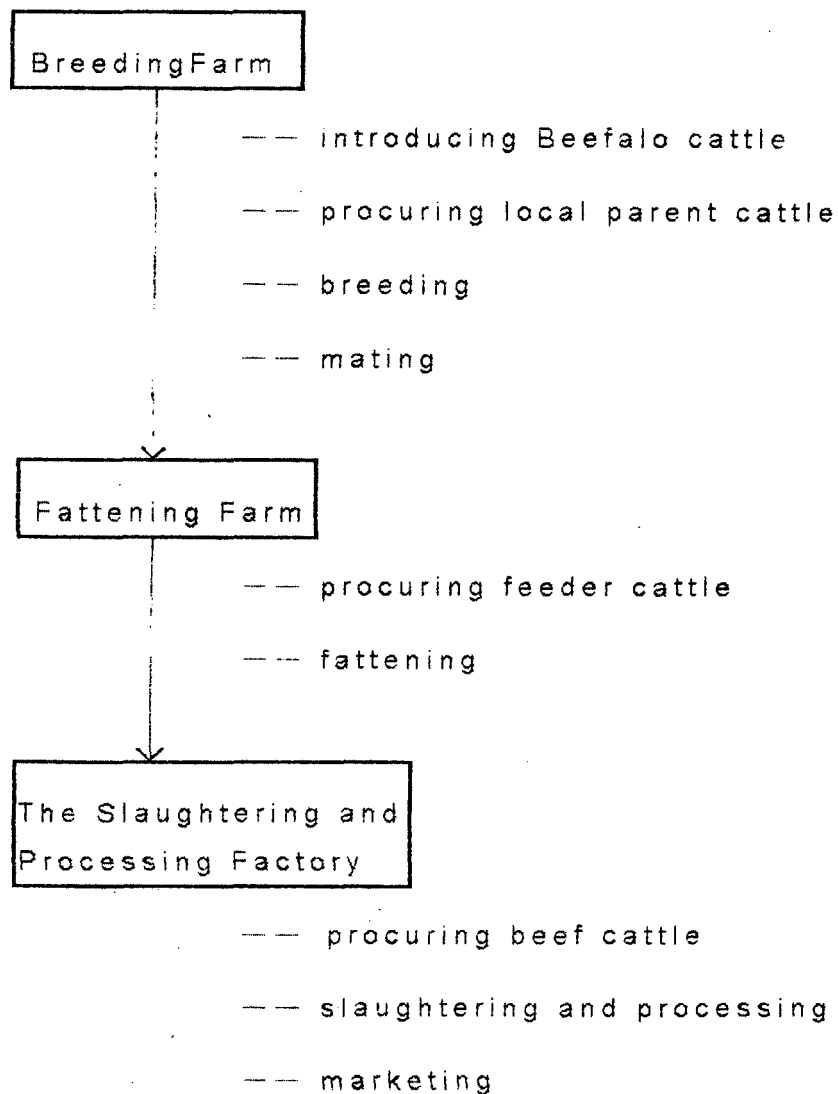 BreedingFarm
—— introducing Beefalo cattle
—— procuring local parent cattle
—— breeding
—— mating
Fattening Farm
—— procuring feeder cattle
—— fattening
The Slaughtering and
Processing Factory
—— procuring beef cattle
—— slaughtering and processing
—— marketing